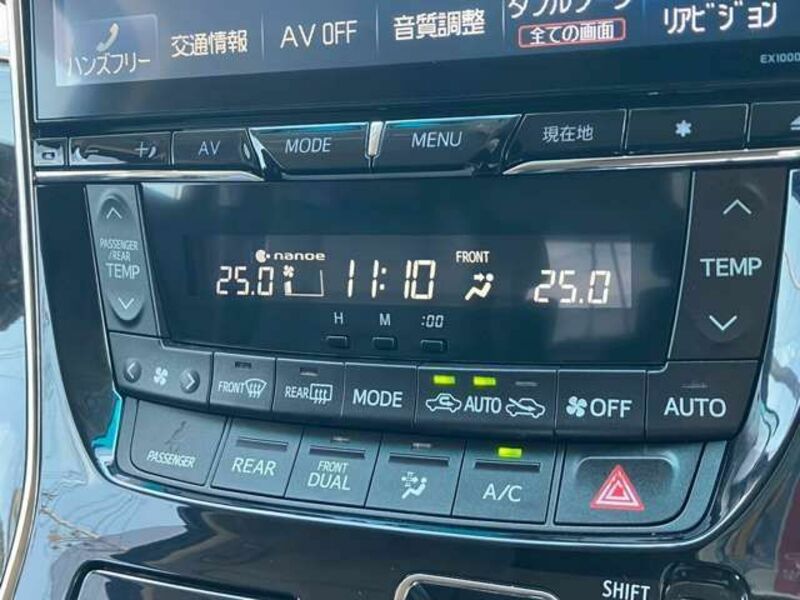 ハンズフリー 交通情報 AV OFF 音質調整 リアビジョン
全ての画面
EX1000
− + AV MODE MENU 現在地 ✱
PASSENGER
/REAR
TEMP
nanoe
25.0 11:10 FRONT 25.0
TEMP
H M :00
FRONT REAR MODE AUTO OFF AUTO
PASSENGER REAR FRONT
DUAL A/C
SHIFT